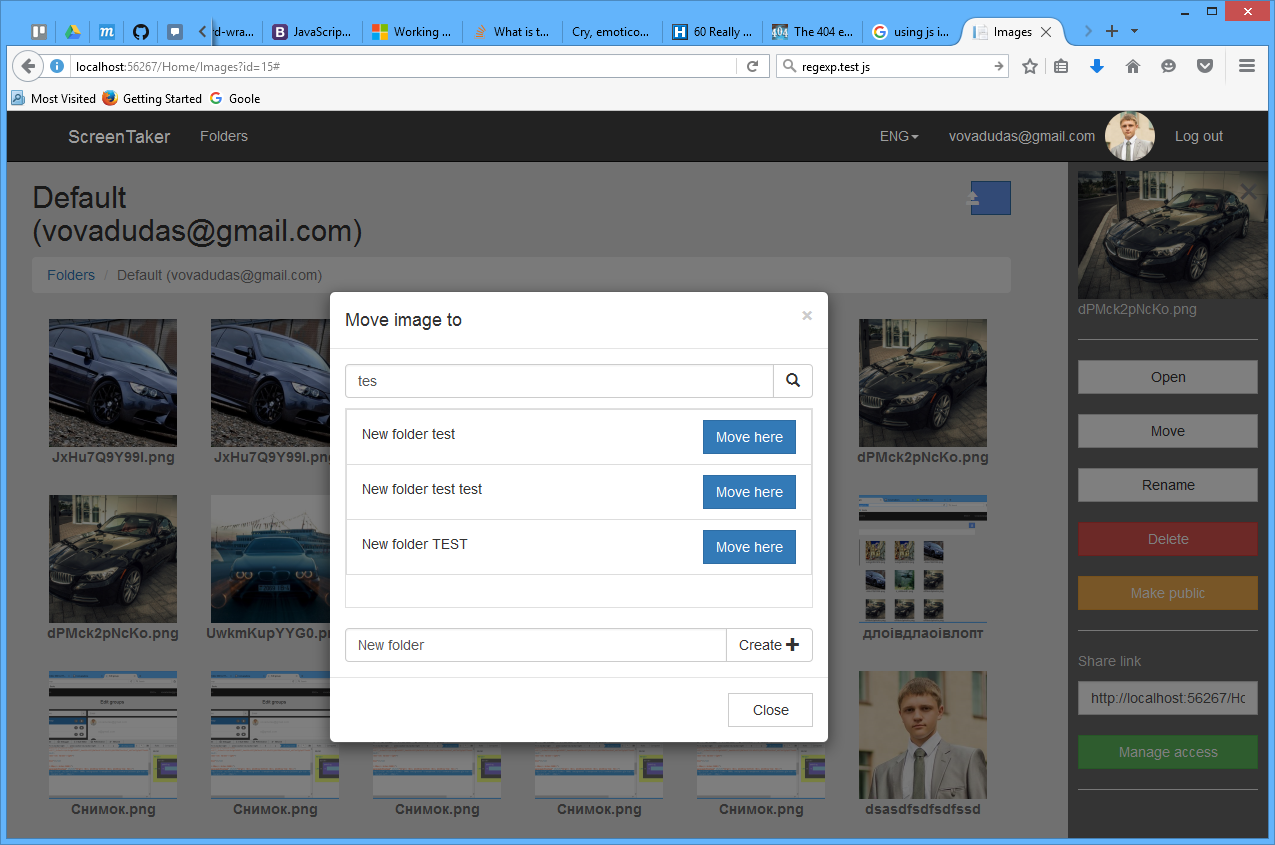 rd-wra...
JavaScrip...
Working ...
What is t...
Cry, emotico...
60 Really ...
The 404 e...
using js i...
Images
localhost:56267/Home/Images?id=15#
regexp.test js
Most Visited
Getting Started
Goole
ScreenTaker
Folders
ENG
vovadudas@gmail.com
Log out
Default
(vovadudas@gmail.com)
Folders / Default (vovadudas@gmail.com)
Move image to
×
tes
New folder test
Move here
New folder test test
Move here
New folder TEST
Move here
New folder
Create
Close
JxHu7Q9Y99I.png
JxHu7Q9Y99I.png
dPMck2pNcKo.png
dPMck2pNcKo.png
UwkmKupYYG0.pn
длоівдлаоівлопт
Снимок.png
Снимок.png
Снимок.png
Снимок.png
Снимок.png
dsasdfsdfsdfssd
dPMck2pNcKo.png
Open
Move
Rename
Delete
Make public
Share link
http://localhost:56267/Ho
Manage access